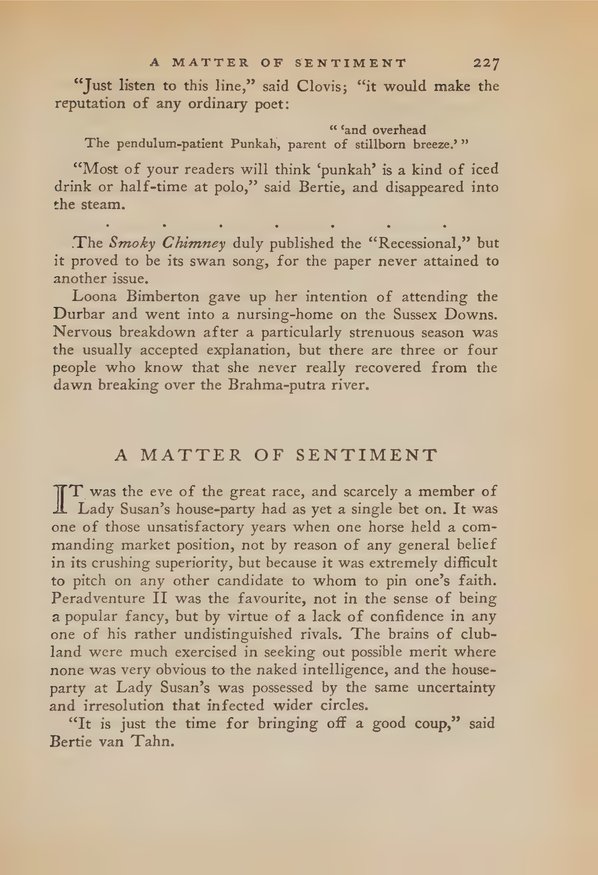 A MATTER OF SENTIMENT 227
“Just listen to this line,” said Clovis; “it would make the
reputation of any ordinary poet:
“ ‘and overhead
The pendulum-patient Punkah, parent of stillborn breeze.’ ”
“Most of your readers will think ‘punkah’ is a kind of iced
drink or half-time at polo,” said Bertie, and disappeared into
the steam.
. . . . . . .
The Smoky Chimney duly published the “Recessional,” but
it proved to be its swan song, for the paper never attained to
another issue.
Loona Bimberton gave up her intention of attending the
Durbar and went into a nursing-home on the Sussex Downs.
Nervous breakdown after a particularly strenuous season was
the usually accepted explanation, but there are three or four
people who know that she never really recovered from the
dawn breaking over the Brahma-putra river.
A MATTER OF SENTIMENT
IT was the eve of the great race, and scarcely a member of
Lady Susan’s house-party had as yet a single bet on. It was
one of those unsatisfactory years when one horse held a com-
manding market position, not by reason of any general belief
in its crushing superiority, but because it was extremely difficult
to pitch on any other candidate to whom to pin one’s faith.
Peradventure II was the favourite, not in the sense of being
a popular fancy, but by virtue of a lack of confidence in any
one of his rather undistinguished rivals. The brains of club-
land were much exercised in seeking out possible merit where
none was very obvious to the naked intelligence, and the house-
party at Lady Susan’s was possessed by the same uncertainty
and irresolution that infected wider circles.
“It is just the time for bringing off a good coup,” said
Bertie van Tahn.